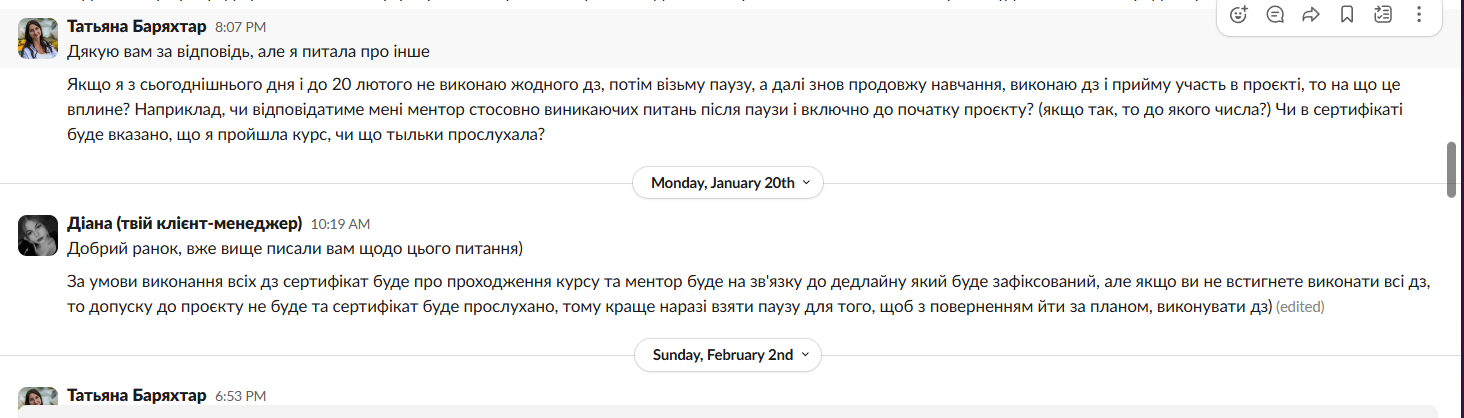 Татьяна Баряхтар 8:07 PM
Дякую вам за відповідь, але я питала про інше
Якщо я з сьогоднішнього дня і до 20 лютого не виконаю жодного дз, потім візьму паузу, а далі знов продовжу навчання, виконаю дз і прийму участь в проєкті, то на що це
вплине? Наприклад, чи відповідатиме мені ментор стосовно виникаючих питань після паузи і включно до початку проєкту? (якщо так, то до якого числа?) Чи в сертифікаті
буде вказано, що я пройшла курс, чи що тыльки прослухала?
Monday, January 20th
Діана (твій клієнт-менеджер) 10:19 AM
Добрий ранок, вже вище писали вам щодо цього питання)
За умови виконання всіх дз сертифікат буде про проходження курсу та ментор буде на зв'язку до дедлайну який буде зафіксований, але якщо ви не встигнете виконати всі дз,
то допуску до проєкту не буде та сертифікат буде прослухано, тому краще наразі взяти паузу для того, щоб з поверненням йти за планом, виконувати дз) (edited)
Sunday, February 2nd
Татьяна Баряхтар 6:53 PM